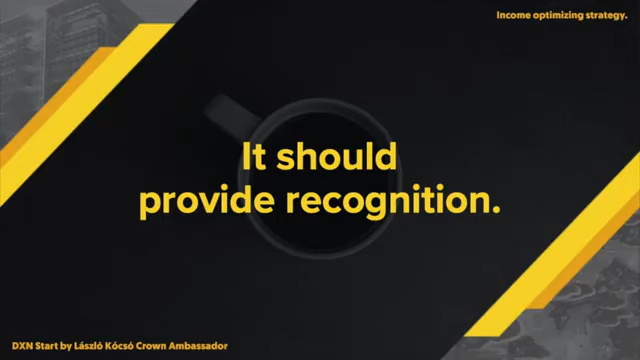 Income optimizing strategy.
It should
provide recognition.
DXN Start by László Kócsó Crown Ambassador